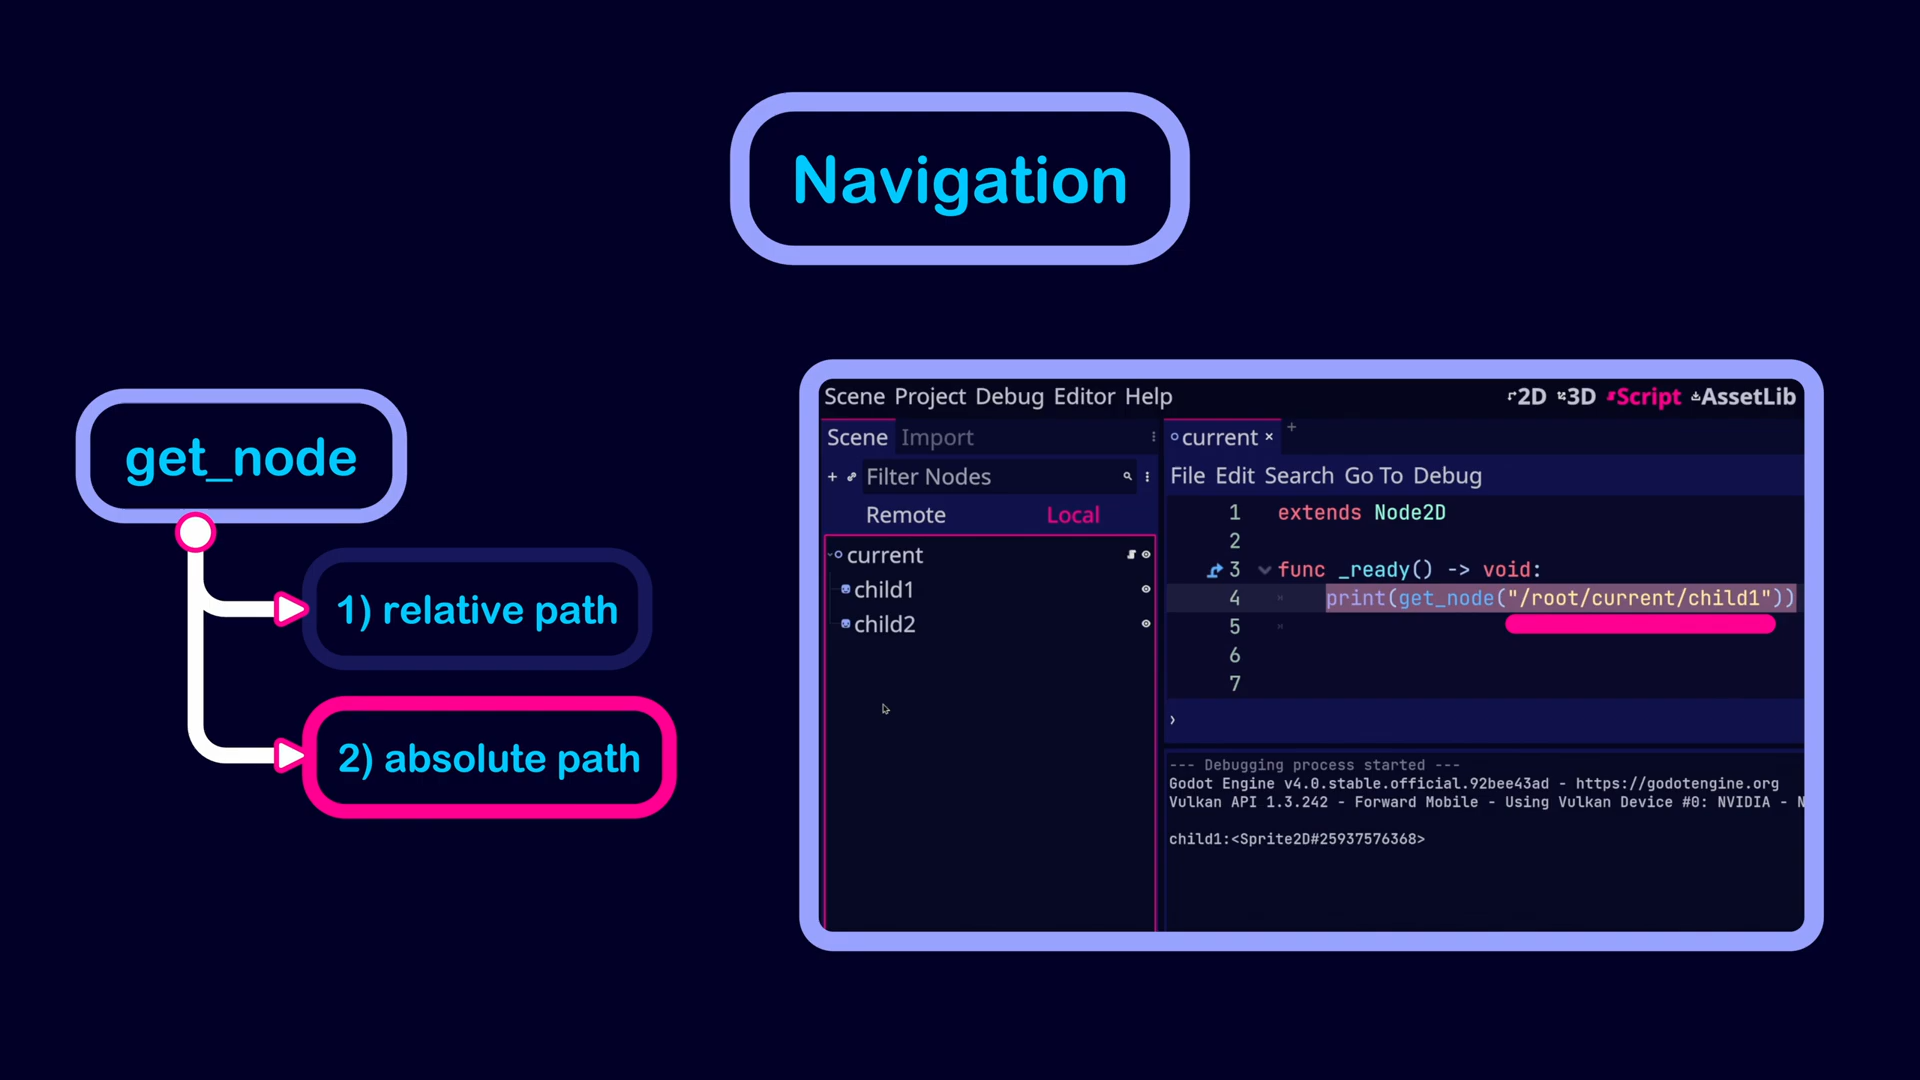 Navigation
get_node
1) relative path
2) absolute path
Scene Project Debug Editor Help
2D 3D Script AssetLib
Scene Import
Filter Nodes
Remote Local
current
child1
child2
current ×
File Edit Search Go To Debug
1 extends Node2D
2
3 func _ready() -> void:
4 print(get_node("/root/current/child1"))
5
6
7
--- Debugging process started ---
Godot Engine v4.0.stable.official.92bee43ad - https://godotengine.org
Vulkan API 1.3.242 - Forward Mobile - Using Vulkan Device #0: NVIDIA - N
child1:<Sprite2D#25937576368>